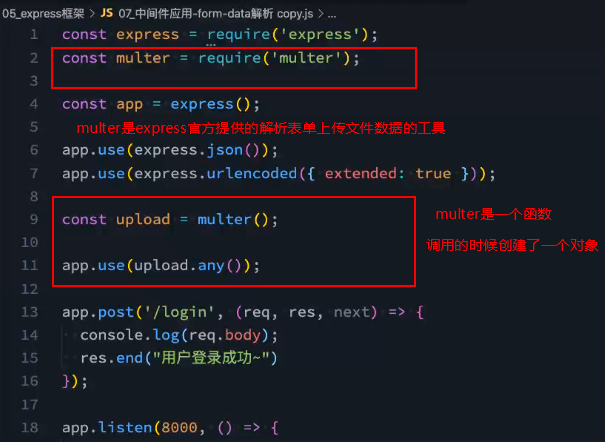 05_express框架 > JS 07_中间件应用-form-data解析 copy.js > ...
1 const express = require('express');
2 const multer = require('multer');
3
4 const app = express();
5 multer是express官方提供的解析表单上传文件数据的工具
6 app.use(express.json());
7 app.use(express.urlencoded({ extended: true }));
8
9 const upload = multer(); multer是一个函数
10 调用的时候创建了一个对象
11 app.use(upload.any());
12
13 app.post('/login', (req, res, next) => {
14 console.log(req.body);
15 res.end("用户登录成功~")
16 });
17
18 app.listen(8000, () => {